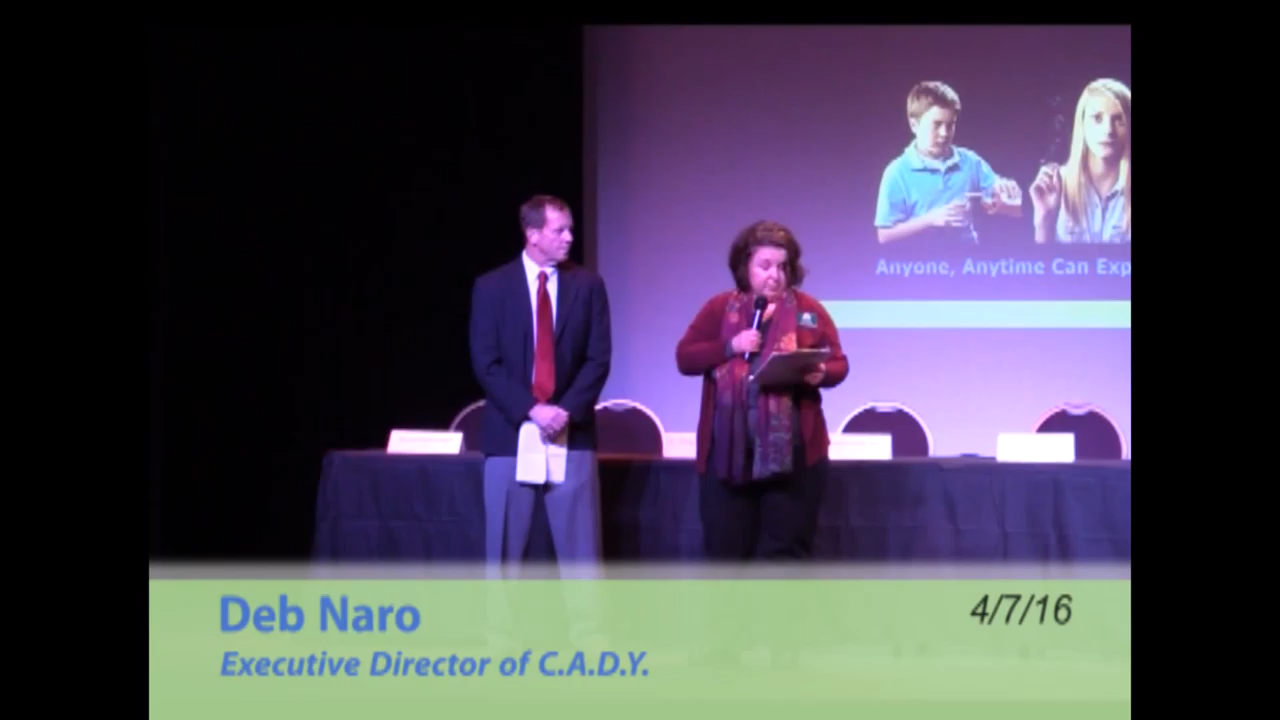 Anyone, Anytime Can Exp
Deb Naro
4/7/16
Executive Director of C.A.D.Y.